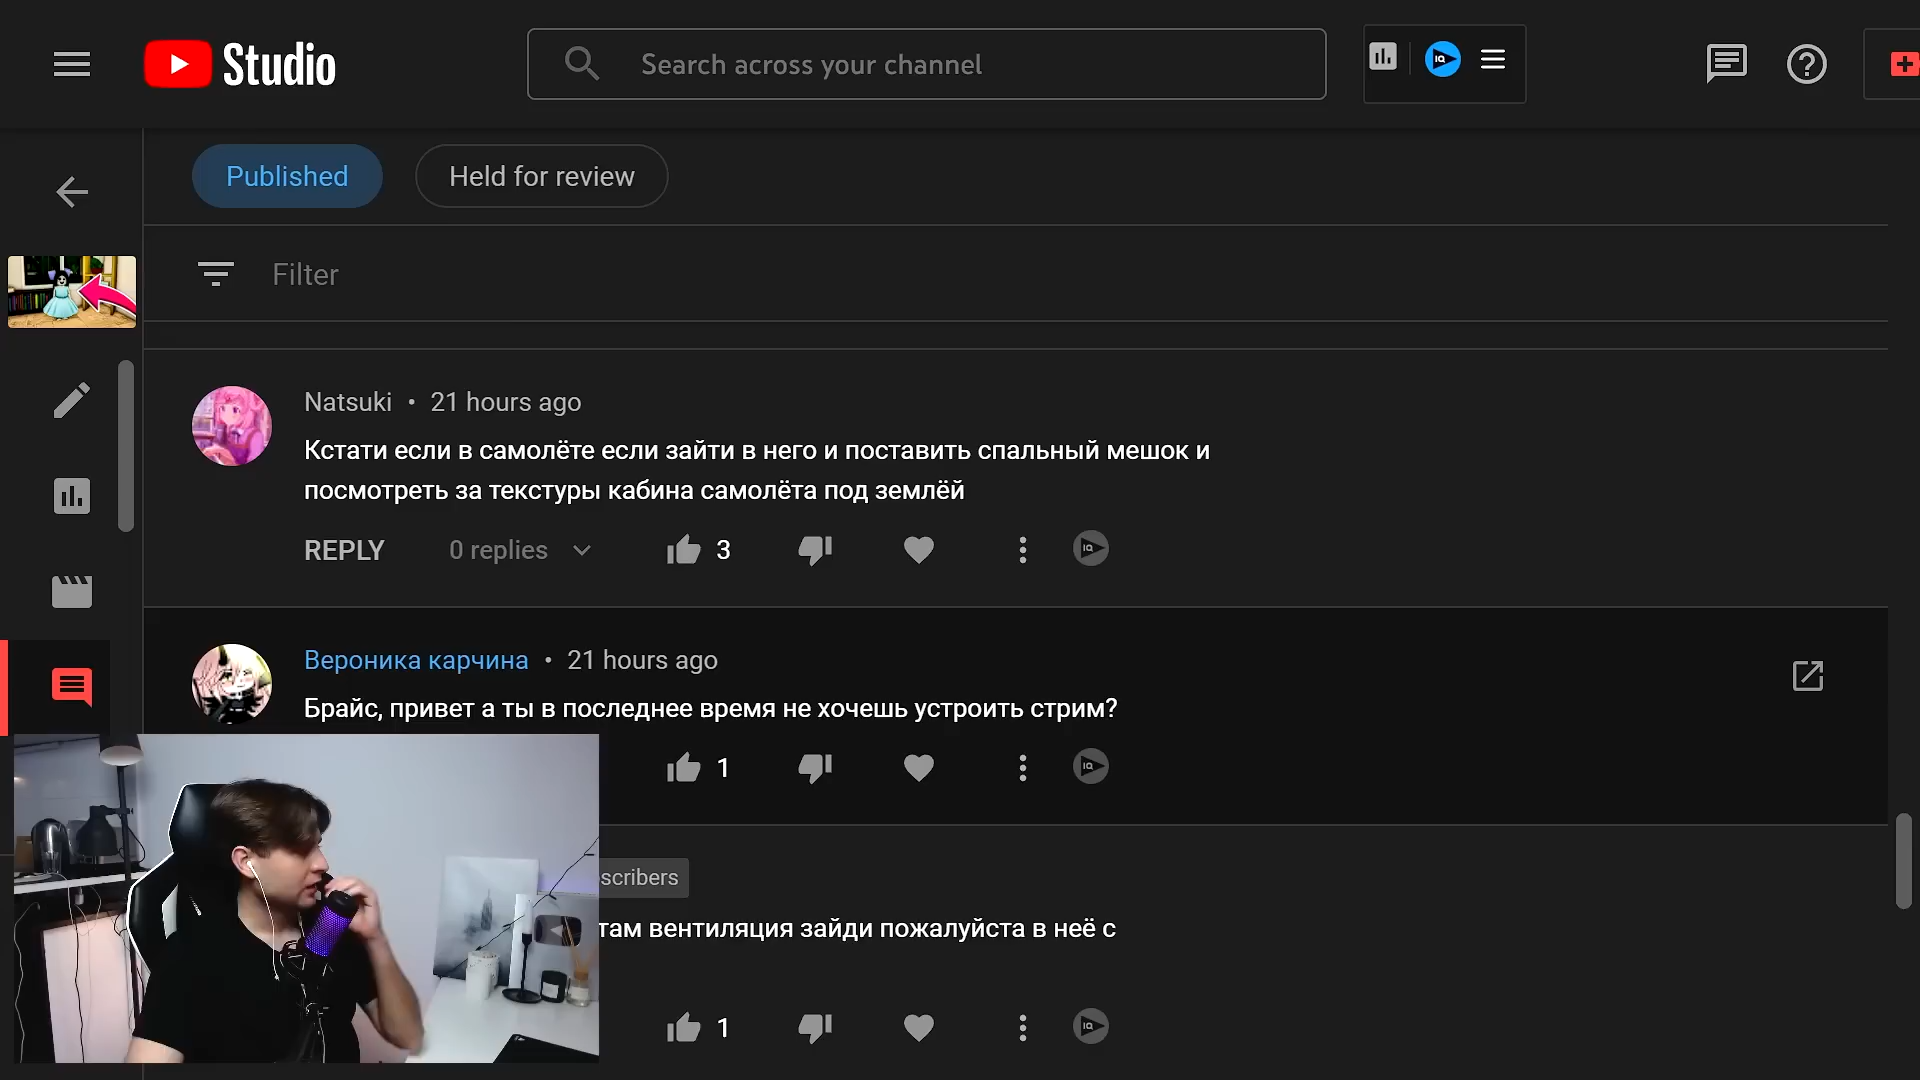 Studio
Search across your channel
Published
Held for review
Filter
Natsuki • 21 hours ago
Кстати если в самолёте если зайти в него и поставить спальный мешок и
посмотреть за текстуры кабина самолёта под землёй
REPLY 0 replies 3
Вероника карчина • 21 hours ago
Брайс, привет а ты в последнее время не хочешь устроить стрим?
1
scribers
там вентиляция зайди пожалуйста в неё с
1